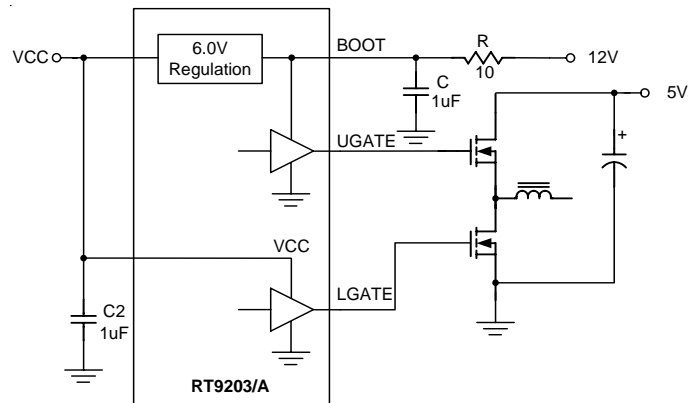 VCC
6.0V
Regulation
BOOT
R
10
12V
C
1uF
5V
+
UGATE
VCC
LGATE
C2
1uF
RT9203/A